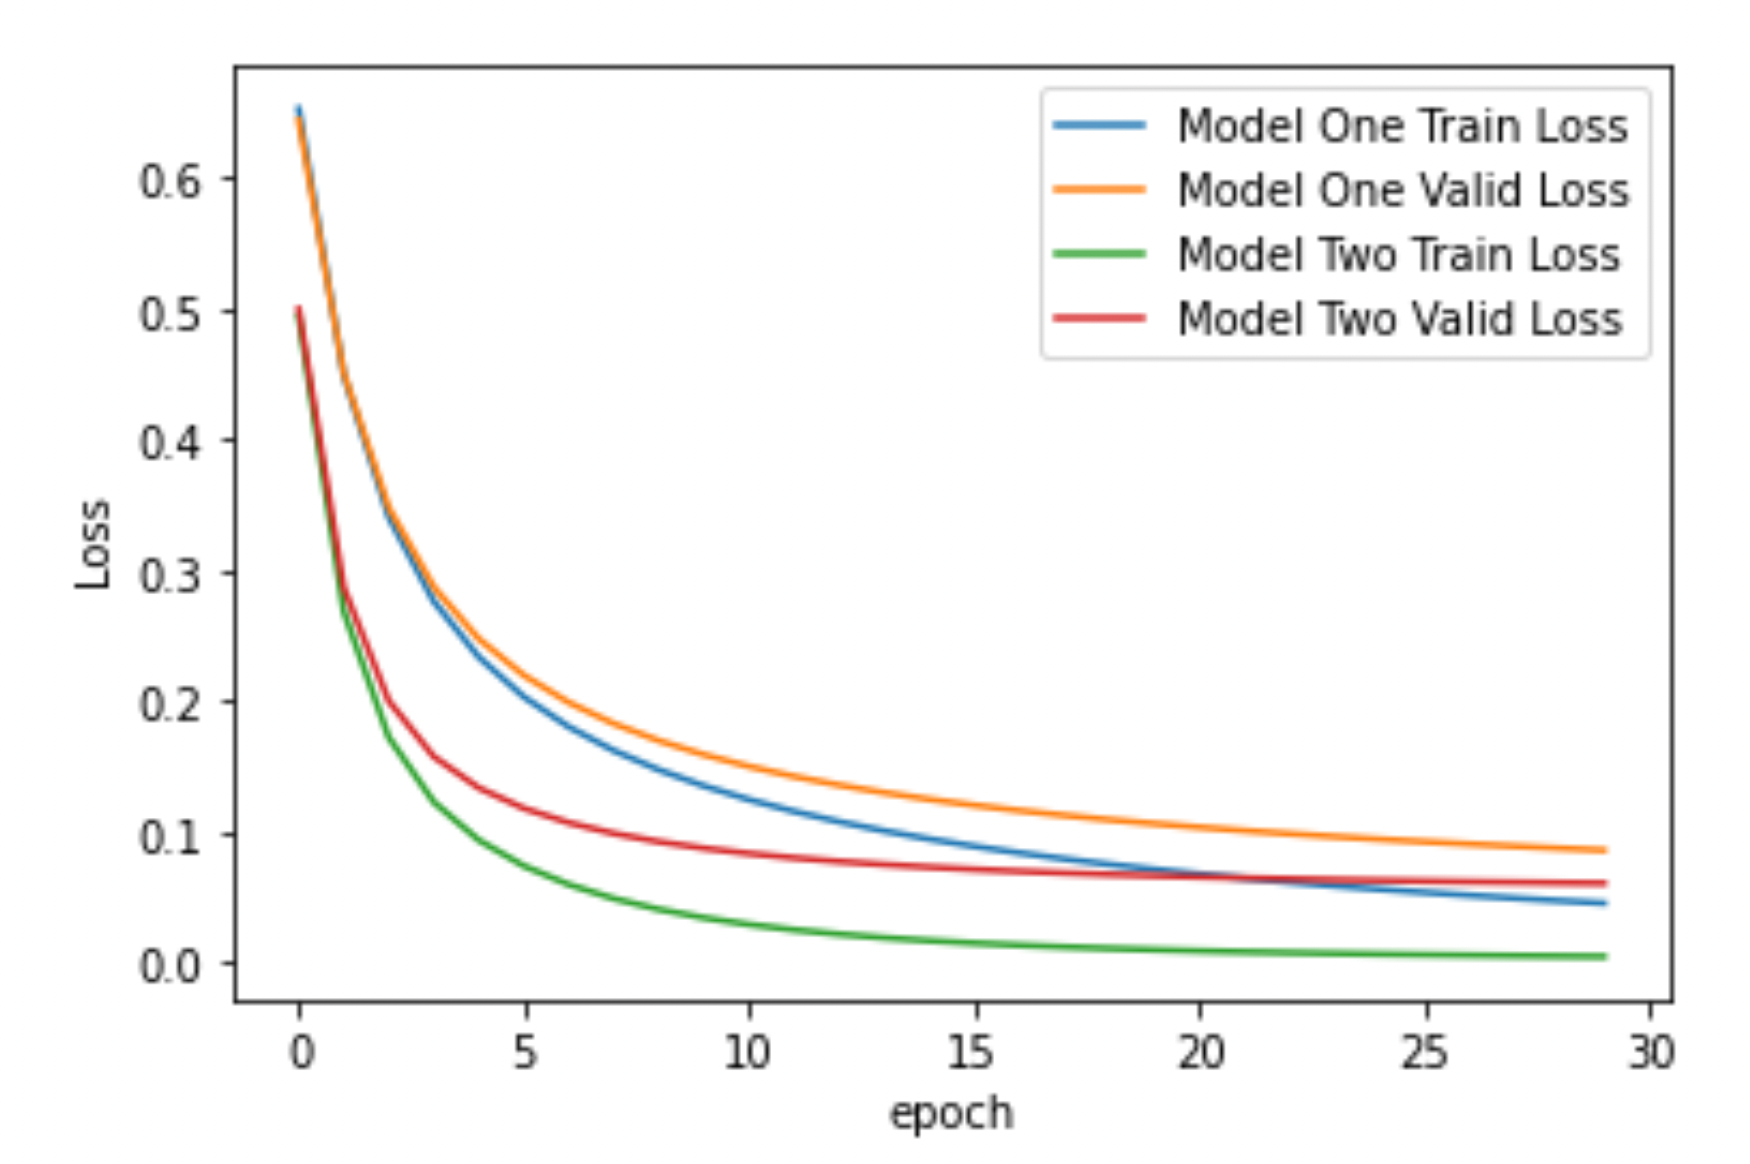 Model One Train Loss
Model One Valid Loss
Model Two Train Loss
Model Two Valid Loss
0.6
0.5
0.4
0.3
0.2
0.1
0.0
Loss
0 5 10 15 20 25 30
epoch